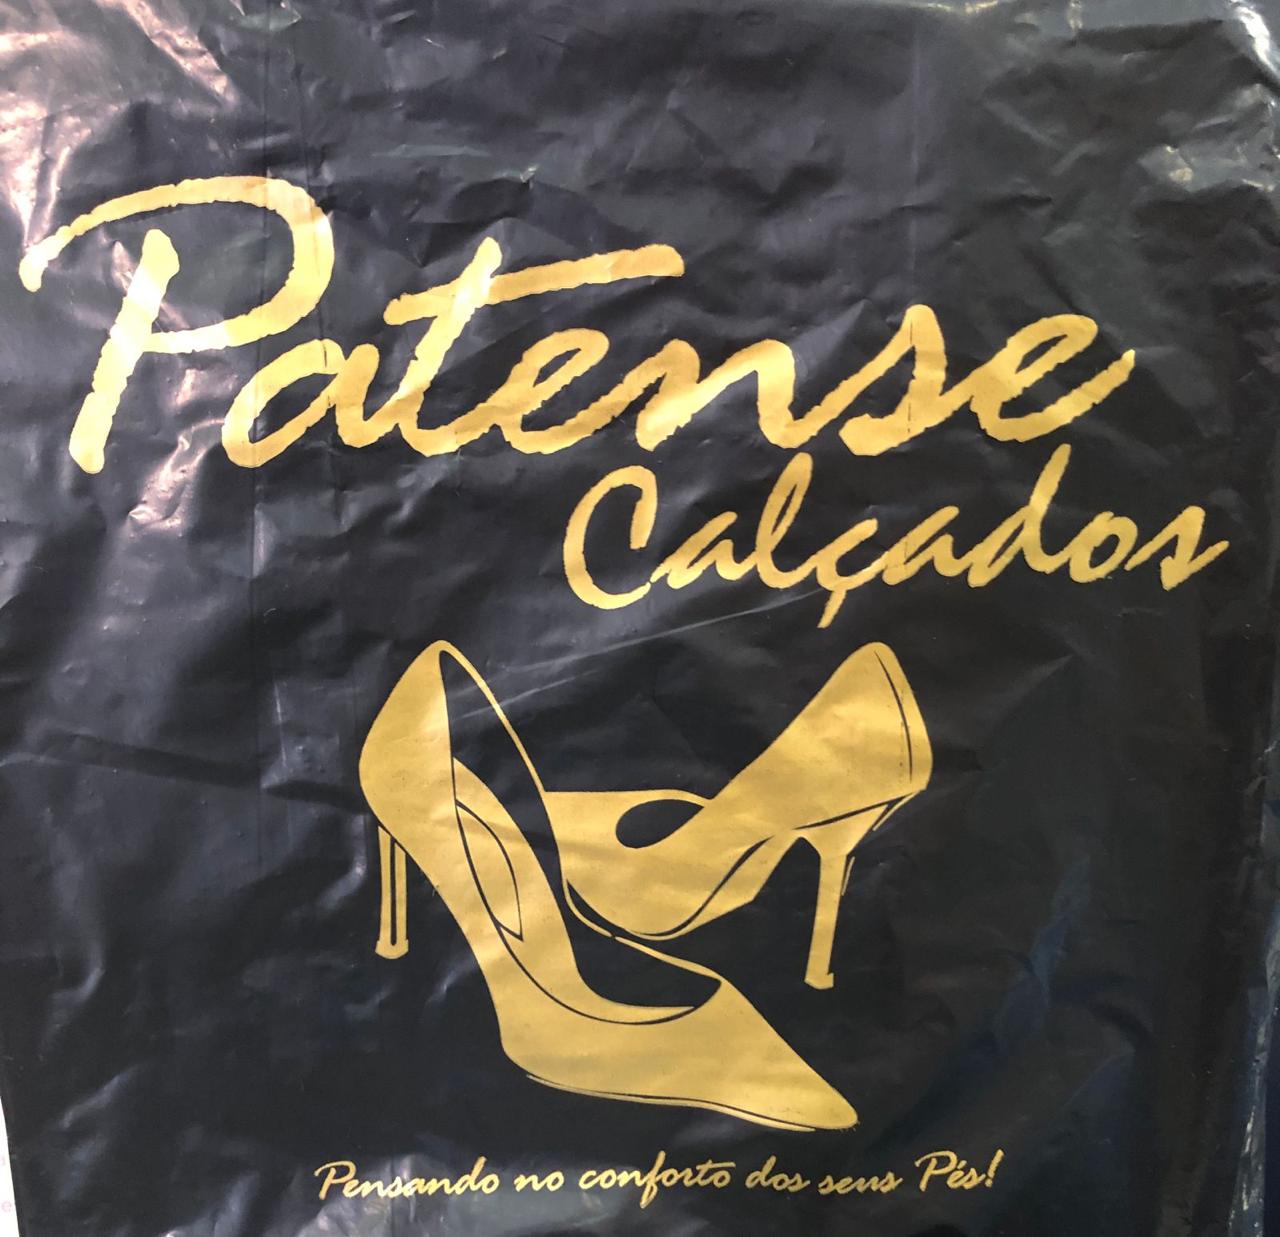 Patense
Calçados
Pensando no conforto dos seus Pés!